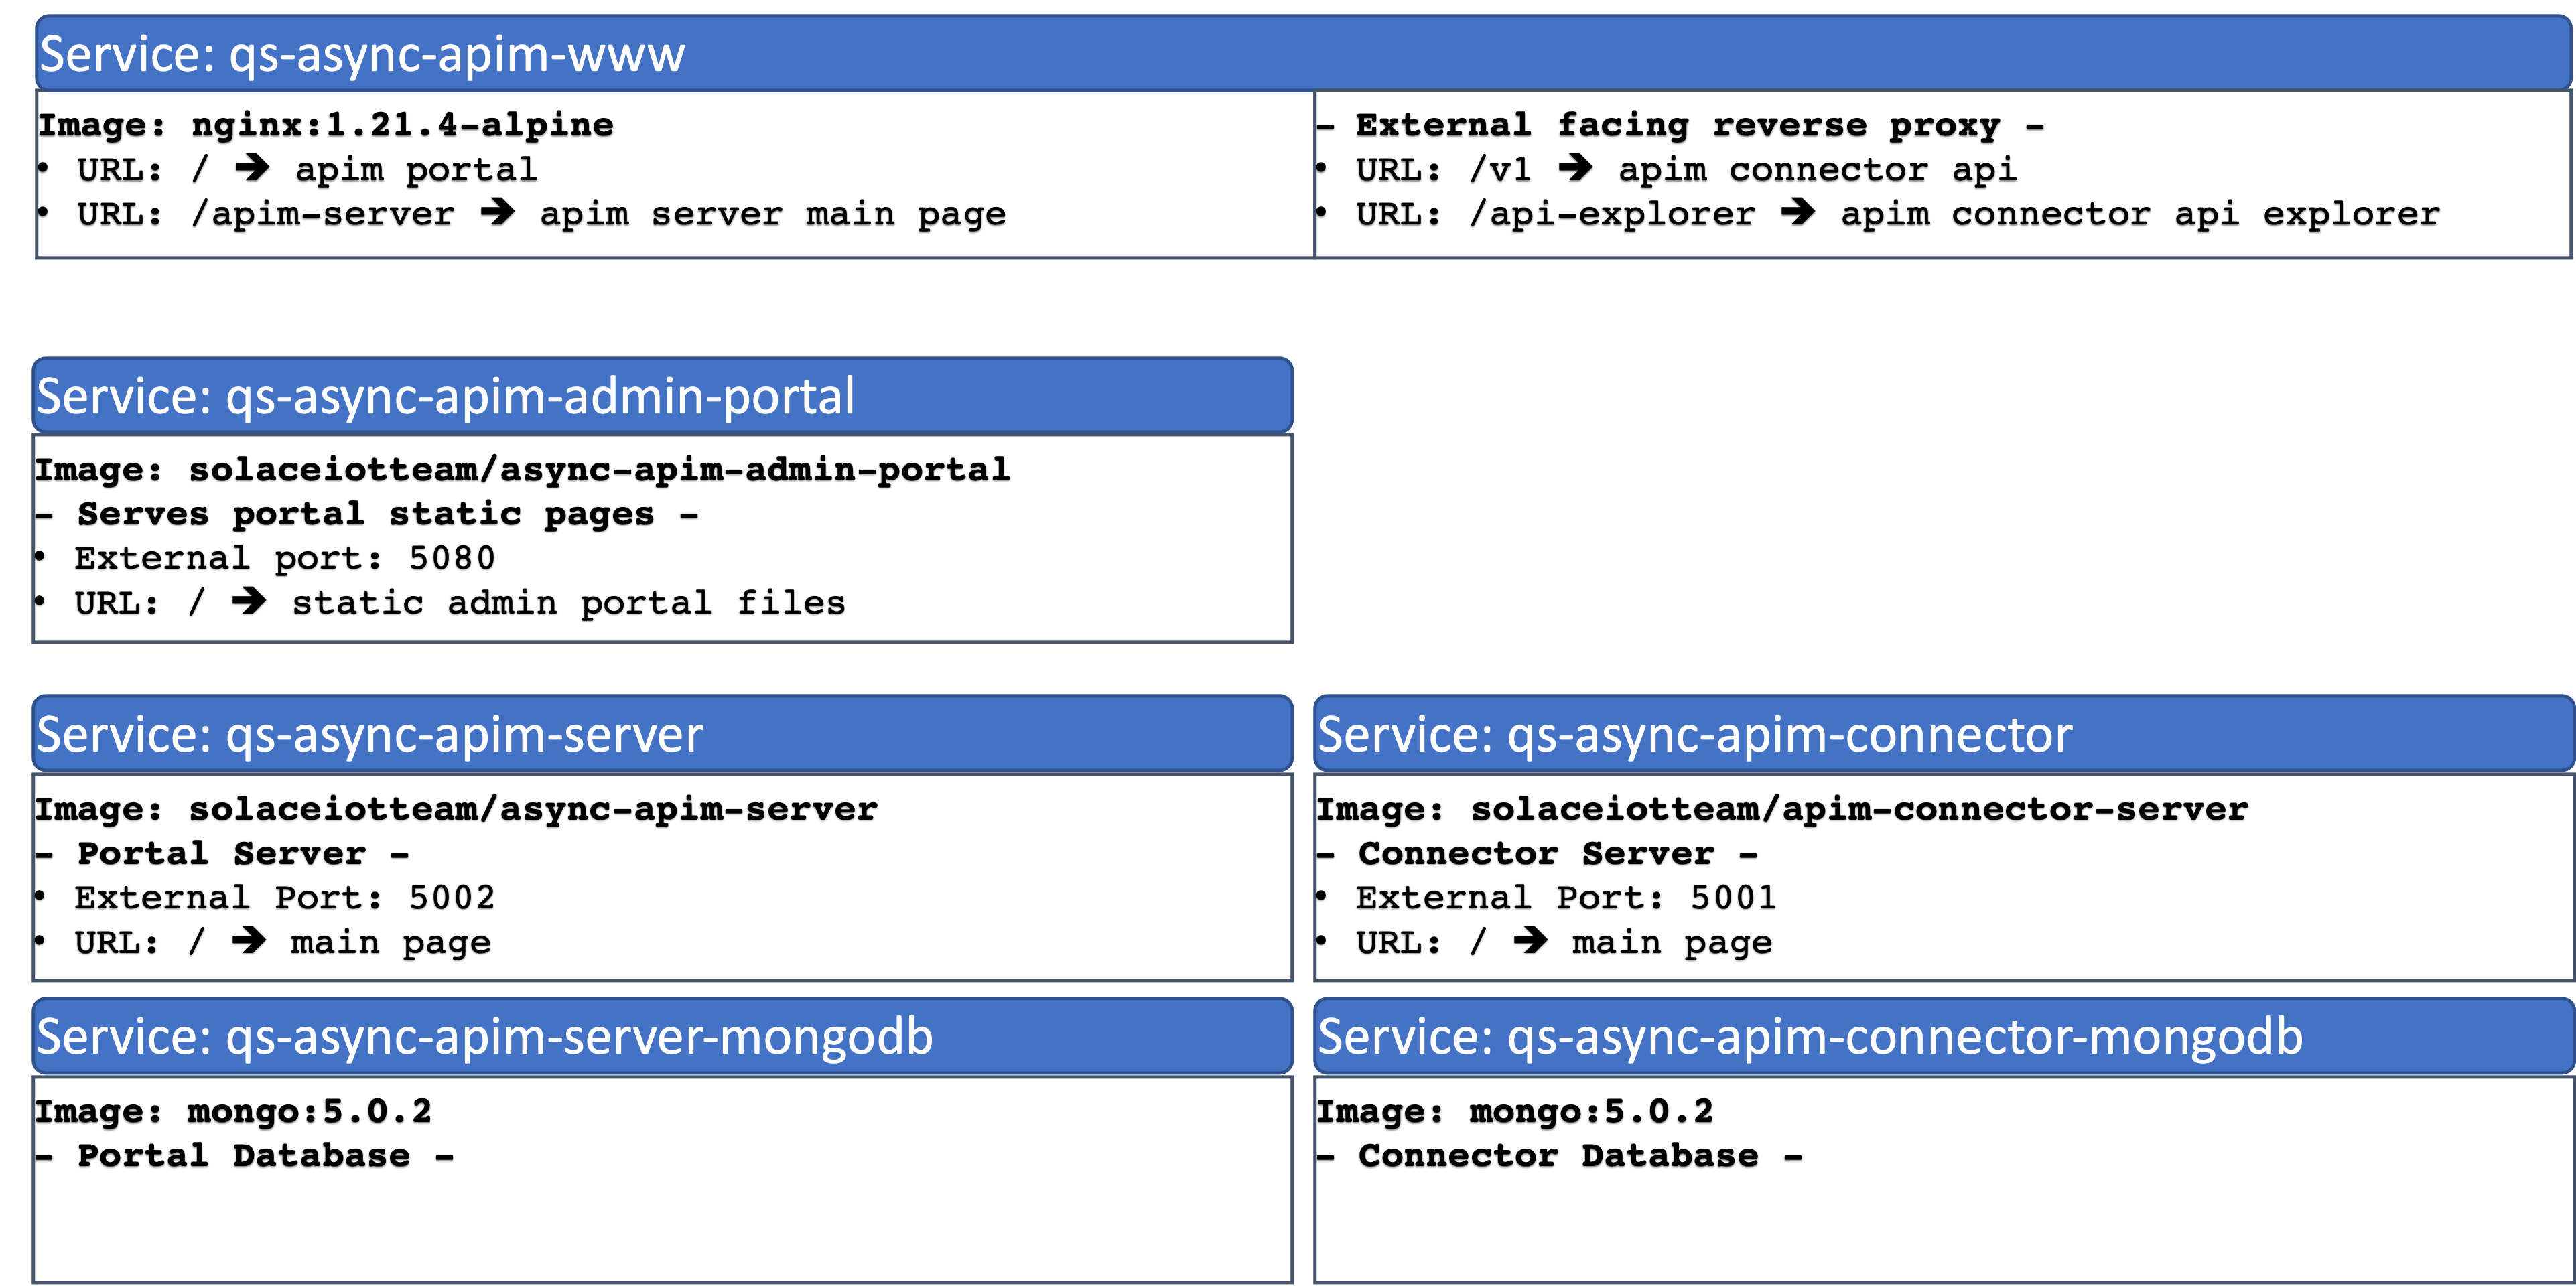 Service: qs-async-apim-www
Image: nginx:1.21.4-alpine
• URL: / ➔ apim portal
• URL: /apim-server ➔ apim server main page
- External facing reverse proxy -
• URL: /v1 ➔ apim connector api
• URL: /api-explorer ➔ apim connector api explorer
Service: qs-async-apim-admin-portal
Image: solaceiotteam/async-apim-admin-portal
- Serves portal static pages -
• External port: 5080
• URL: / ➔ static admin portal files
Service: qs-async-apim-server
Image: solaceiotteam/async-apim-server
- Portal Server -
• External Port: 5002
• URL: / ➔ main page
Service: qs-async-apim-connector
Image: solaceiotteam/apim-connector-server
- Connector Server -
• External Port: 5001
• URL: / ➔ main page
Service: qs-async-apim-server-mongodb
Image: mongo:5.0.2
- Portal Database -
Service: qs-async-apim-connector-mongodb
Image: mongo:5.0.2
- Connector Database -